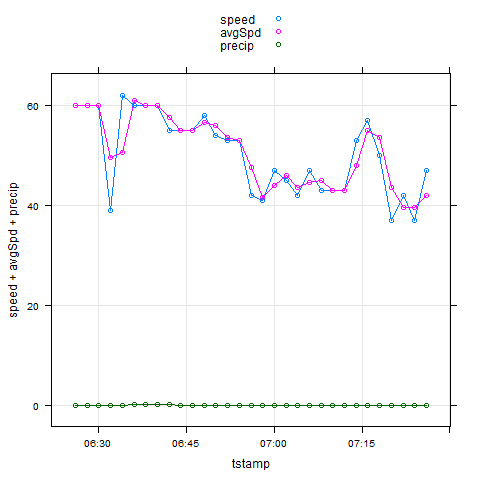 speed
avgSpd
precip
speed + avgSpd + precip
60
40
20
0
06:30 06:45 07:00 07:15
tstamp